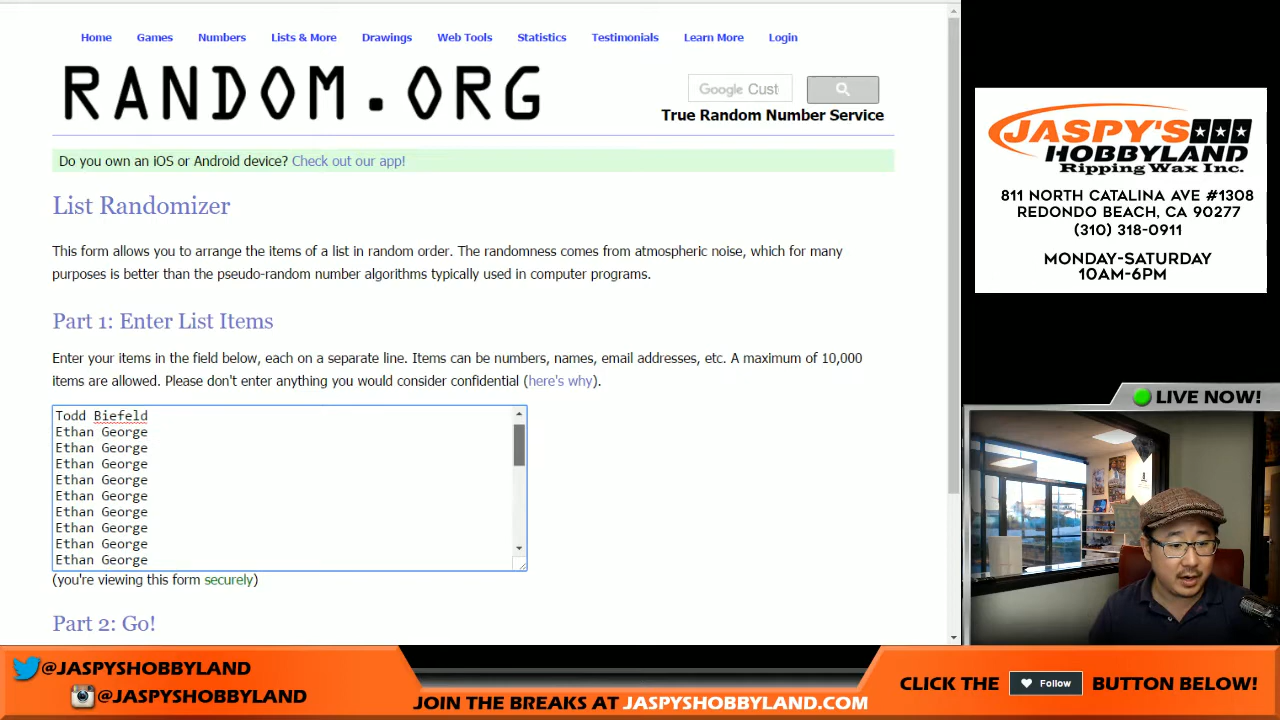 Home Games Numbers Lists & More Drawings Web Tools Statistics Testimonials Learn More Login
RANDOM.ORG
Google Cust
True Random Number Service
Do you own an iOS or Android device? Check out our app!
List Randomizer
This form allows you to arrange the items of a list in random order. The randomness comes from atmospheric noise, which for many
purposes is better than the pseudo-random number algorithms typically used in computer programs.
Part 1: Enter List Items
Enter your items in the field below, each on a separate line. Items can be numbers, names, email addresses, etc. A maximum of 10,000
items are allowed. Please don't enter anything you would consider confidential (here's why).
Todd Biefeld
Ethan George
Ethan George
Ethan George
Ethan George
Ethan George
Ethan George
Ethan George
Ethan George
Ethan George
(you're viewing this form securely)
Part 2: Go!
JASPY'S
HOBBYLAND
Ripping Wax Inc.
811 NORTH CATALINA AVE #1308
REDONDO BEACH, CA 90277
(310) 318-0911
MONDAY-SATURDAY
10AM-6PM
LIVE NOW!
@JASPYSHOBBYLAND
@JASPYSHOBBYLAND
JOIN THE BREAKS AT JASPYSHOBBYLAND.COM
CLICK THE Follow BUTTON BELOW!